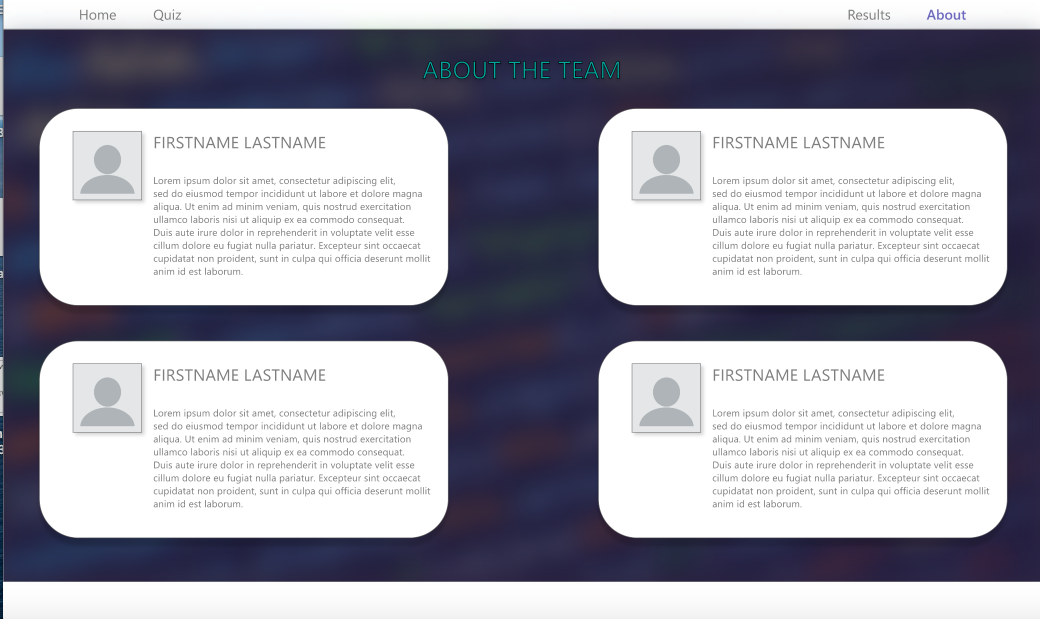 Home Quiz Results About
ABOUT THE TEAM
FIRSTNAME LASTNAME
Lorem ipsum dolor sit amet, consectetur adipiscing elit,
sed do eiusmod tempor incididunt ut labore et dolore magna
aliqua. Ut enim ad minim veniam, quis nostrud exercitation
ullamco laboris nisi ut aliquip ex ea commodo consequat.
Duis aute irure dolor in reprehenderit in voluptate velit esse
cillum dolore eu fugiat nulla pariatur. Excepteur sint occaecat
cupidatat non proident, sunt in culpa qui officia deserunt mollit
anim id est laborum.
FIRSTNAME LASTNAME
Lorem ipsum dolor sit amet, consectetur adipiscing elit,
sed do eiusmod tempor incididunt ut labore et dolore magna
aliqua. Ut enim ad minim veniam, quis nostrud exercitation
ullamco laboris nisi ut aliquip ex ea commodo consequat.
Duis aute irure dolor in reprehenderit in voluptate velit esse
cillum dolore eu fugiat nulla pariatur. Excepteur sint occaecat
cupidatat non proident, sunt in culpa qui officia deserunt mollit
anim id est laborum.
FIRSTNAME LASTNAME
Lorem ipsum dolor sit amet, consectetur adipiscing elit,
sed do eiusmod tempor incididunt ut labore et dolore magna
aliqua. Ut enim ad minim veniam, quis nostrud exercitation
ullamco laboris nisi ut aliquip ex ea commodo consequat.
Duis aute irure dolor in reprehenderit in voluptate velit esse
cillum dolore eu fugiat nulla pariatur. Excepteur sint occaecat
cupidatat non proident, sunt in culpa qui officia deserunt mollit
anim id est laborum.
FIRSTNAME LASTNAME
Lorem ipsum dolor sit amet, consectetur adipiscing elit,
sed do eiusmod tempor incididunt ut labore et dolore magna
aliqua. Ut enim ad minim veniam, quis nostrud exercitation
ullamco laboris nisi ut aliquip ex ea commodo consequat.
Duis aute irure dolor in reprehenderit in voluptate velit esse
cillum dolore eu fugiat nulla pariatur. Excepteur sint occaecat
cupidatat non proident, sunt in culpa qui officia deserunt mollit
anim id est laborum.